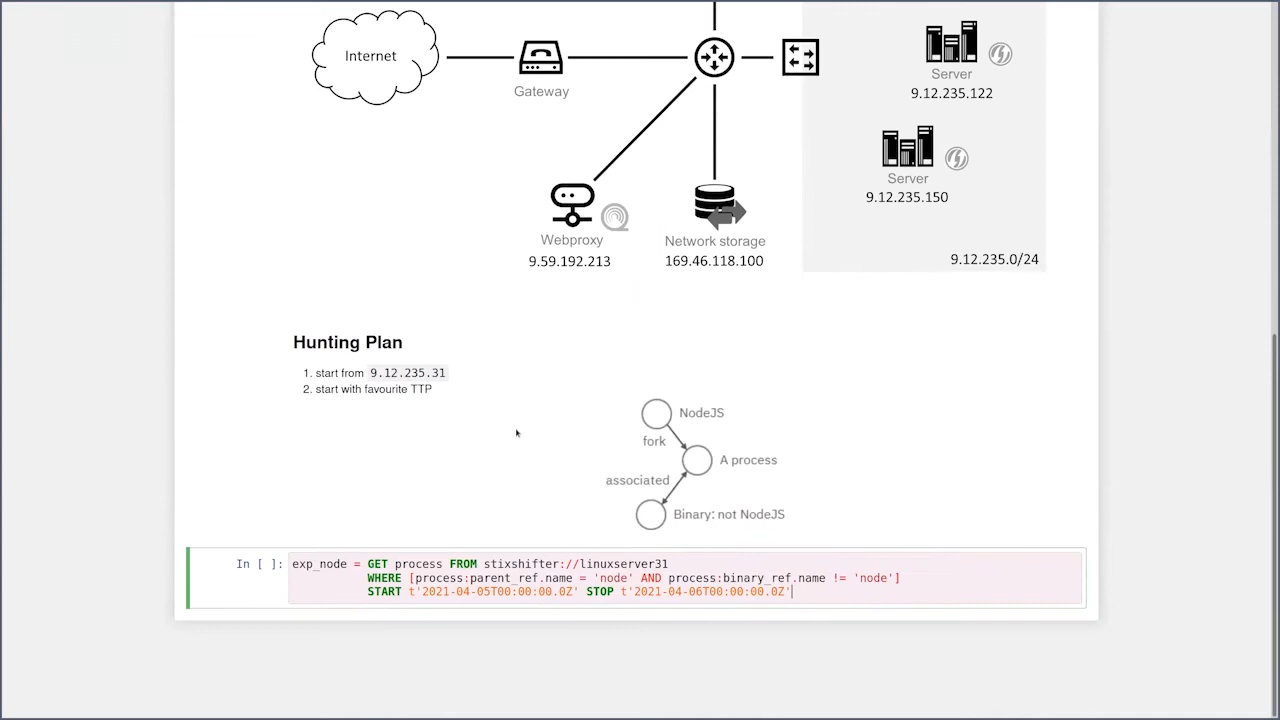 Internet
Gateway
Server
9.12.235.122
Server
9.12.235.150
Webproxy
9.59.192.213
Network storage
169.46.118.100
9.12.235.0/24
Hunting Plan
1. start from 9.12.235.31
2. start with favourite TTP
NodeJS
fork
A process
associated
Binary: not NodeJS
In [ ]: exp_node = GET process FROM stixshifter://linuxserver31
WHERE [process:parent_ref.name = 'node' AND process:binary_ref.name != 'node']
START t'2021-04-05T00:00:00.0Z' STOP t'2021-04-06T00:00:00.0Z'